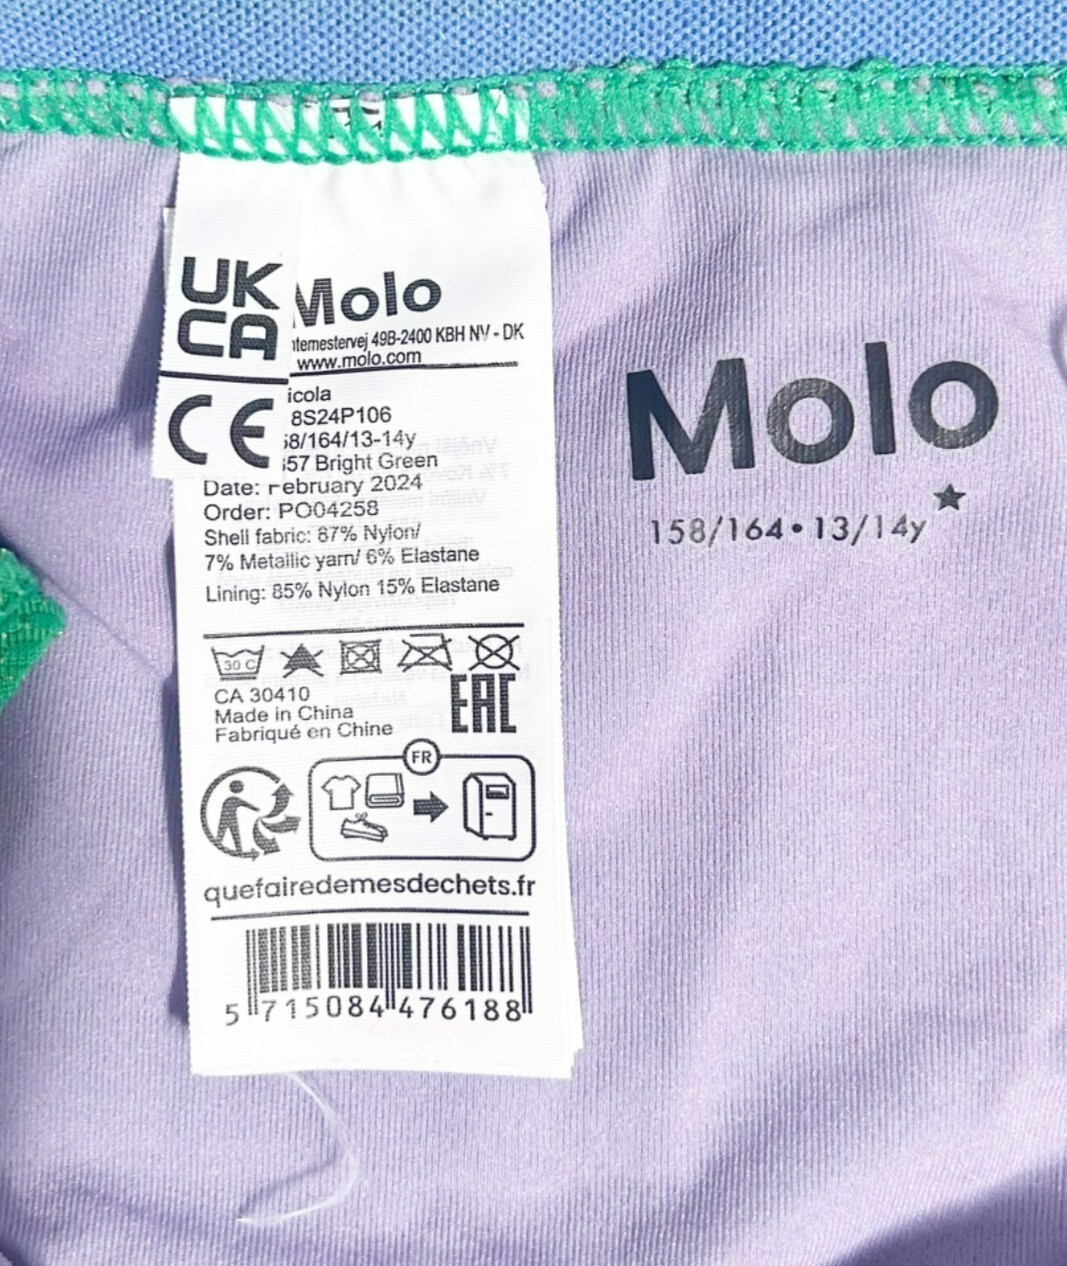 UK
CA
CE
Molo
ntemestervej 49B-2400 KBH NV - DK
www.molo.com
icola
8S24P106
58/164/13-14y
657 Bright Green
Date: February 2024
Order: PO04258
Shell fabric: 87% Nylon/
7% Metallic yarn/ 6% Elastane
Lining: 85% Nylon 15% Elastane
30 C
CA 30410
Made in China
Fabriqué en Chine
EAC
FR
quefairedemesdechets.fr
5 715084 476188
Molo
158/164 • 13/14y